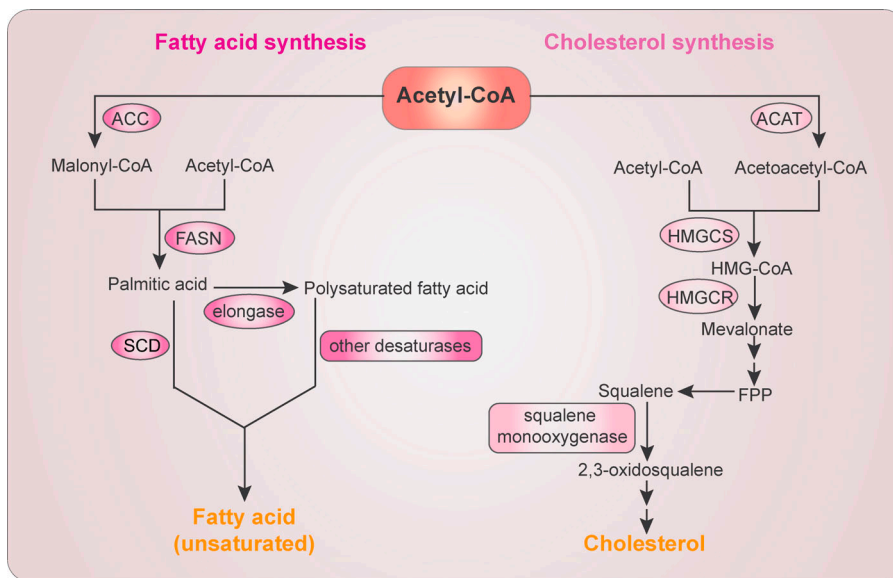 Fatty acid synthesis
Cholesterol synthesis
Acetyl-CoA
ACC
ACAT
Malonyl-CoA
Acetyl-CoA
Acetyl-CoA
Acetoacetyl-CoA
FASN
HMGCS
HMG-CoA
Palmitic acid
Polysaturated fatty acid
elongase
HMGCR
Mevalonate
SCD
other desaturases
Squalene
FPP
squalene
monooxygenase
2,3-oxidosqualene
Fatty acid
(unsaturated)
Cholesterol